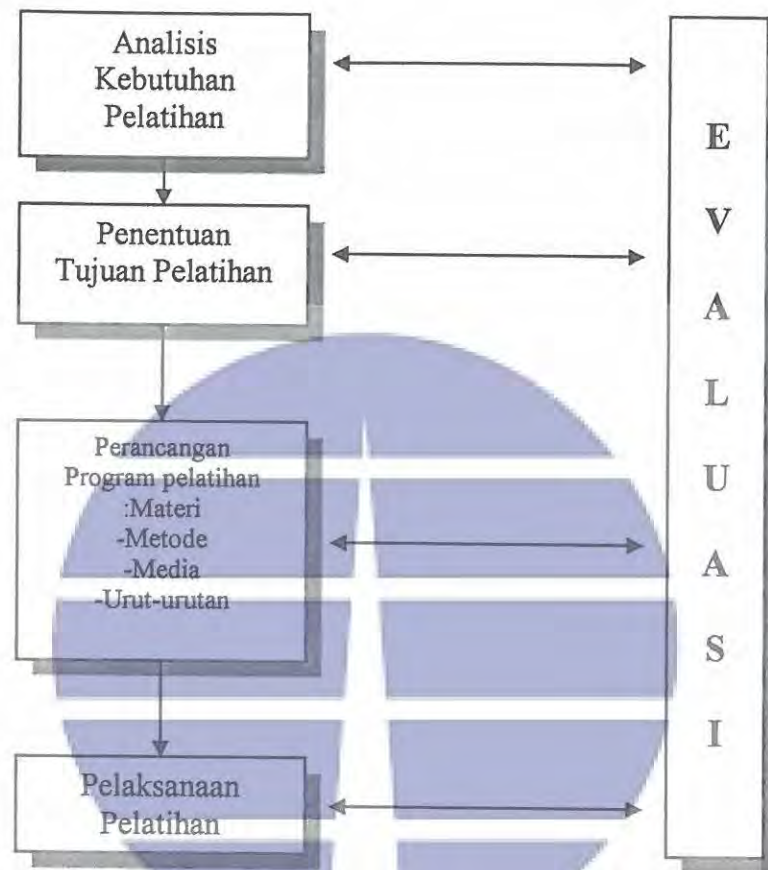 Analisis
Kebutuhan
Pelatihan
Penentuan
Tujuan Pelatihan
Perancangan
Program pelatihan
:Materi
-Metode
-Media
-Urut-urutan
Pelaksanaan
Pelatihan
E
V
A
L
U
A
S
I